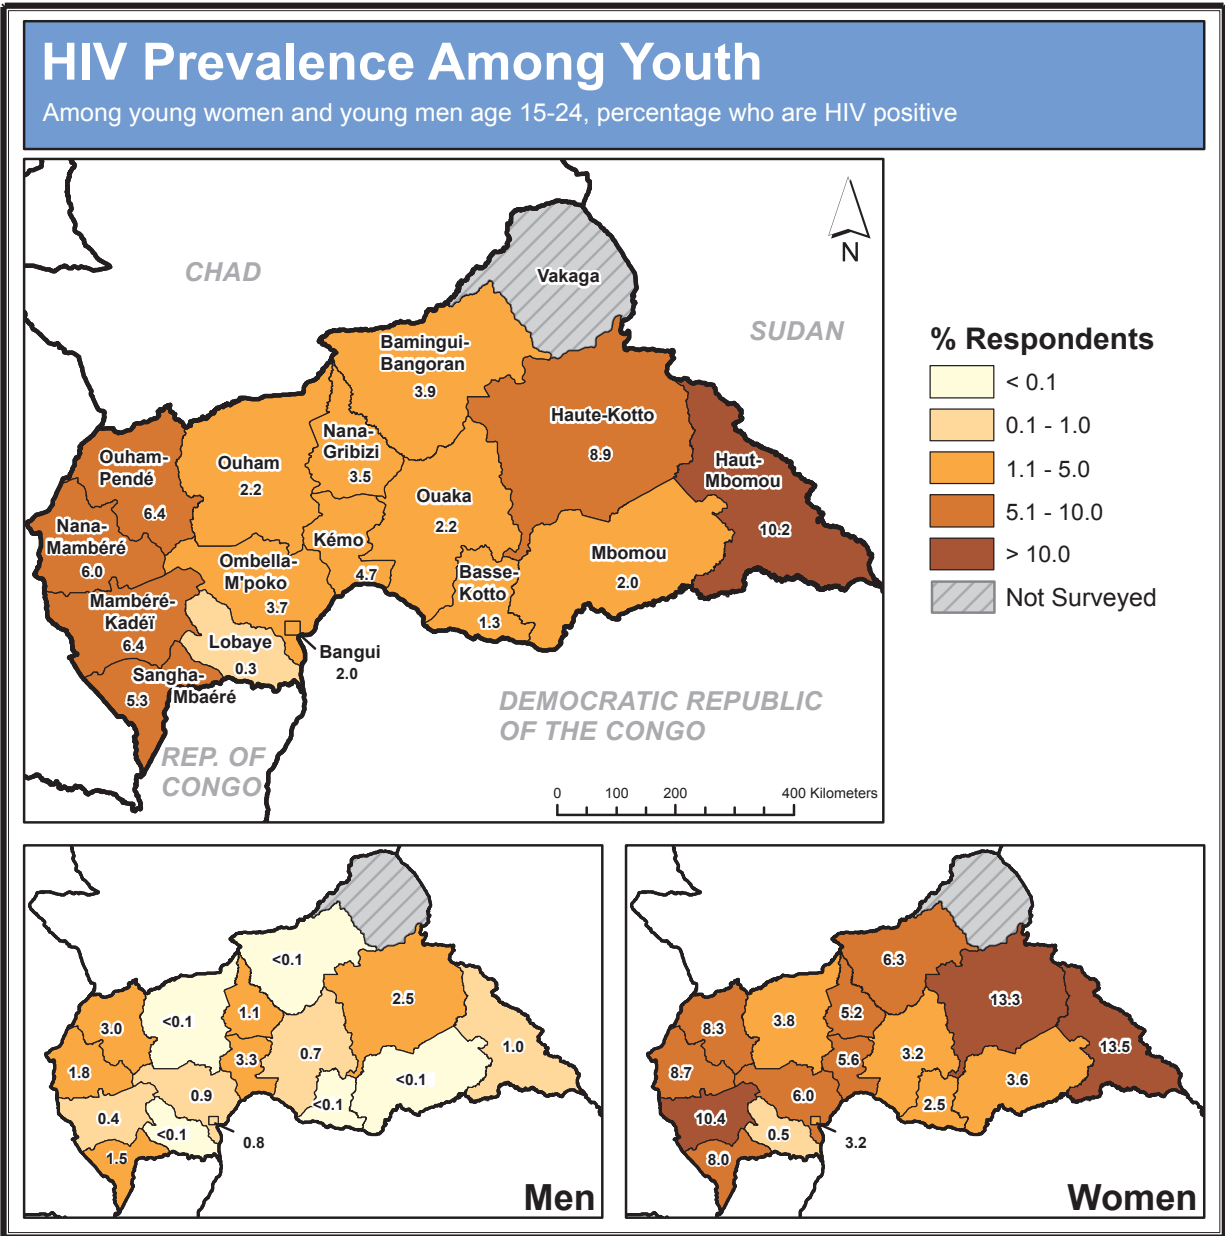 HIV Prevalence Among Youth
Among young women and young men age 15-24, percentage who are HIV positive
CHAD
SUDAN
Vakaga
N
Bamingui-
Bangoran
3.9
Haute-Kotto
8.9
Nana-
Gribizi
3.5
Ouham-
Pendé
6.4
Ouham
2.2
Ouaka
2.2
Haut-
Mbomou
10.2
Nana-
Mambéré
6.0
Kémo
4.7
Ombella-
M'poko
3.7
Basse-
Kotto
1.3
Mbomou
2.0
Mambéré-
Kadéï
6.4
Lobaye
0.3
Bangui
2.0
Sangha-
Mbaéré
5.3
DEMOCRATIC REPUBLIC
OF THE CONGO
REP. OF
CONGO
0 100 200 400 Kilometers
% Respondents
< 0.1
0.1 - 1.0
1.1 - 5.0
5.1 - 10.0
> 10.0
Not Surveyed
<0.1
2.5
1.1
<0.1
3.0
0.7
1.0
3.3
1.8
<0.1
0.9
<0.1
0.4
<0.1
0.8
1.5
Men
6.3
13.3
5.2
3.8
8.3
3.2
13.5
5.6
8.7
3.6
6.0
2.5
10.4
0.5
3.2
8.0
Women